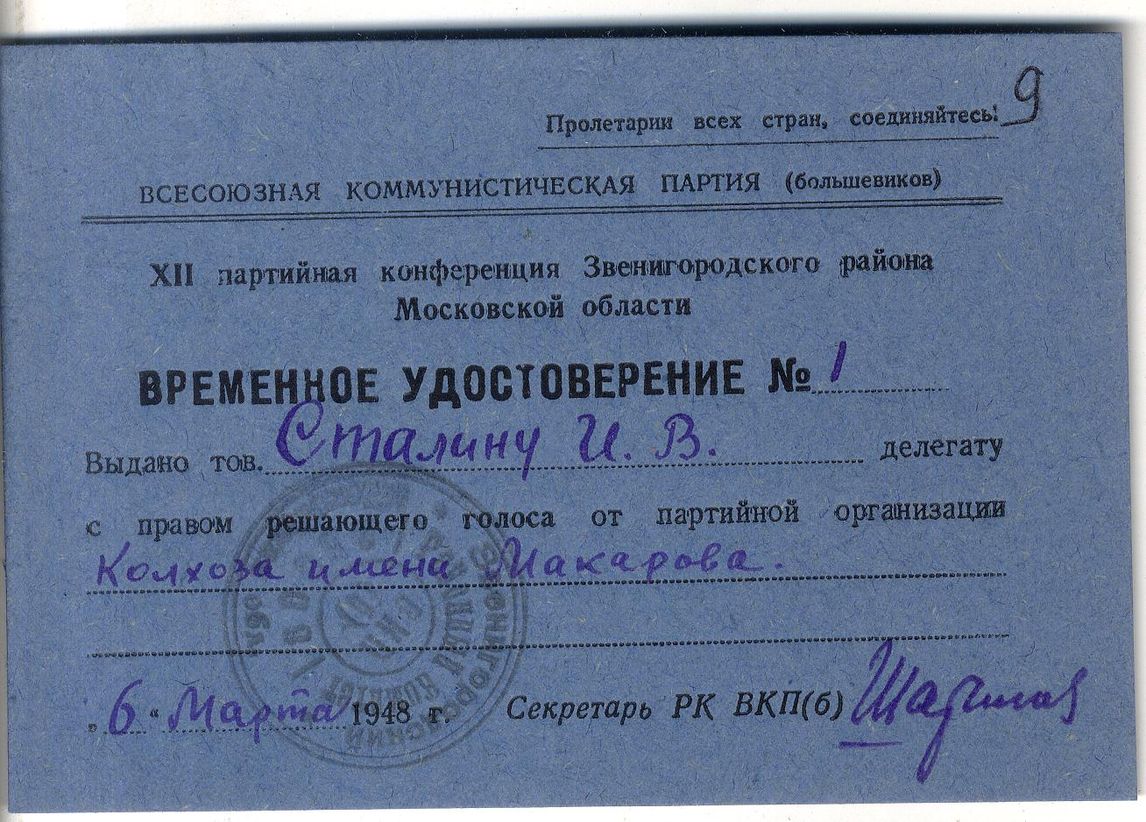 9
Пролетарии всех стран, соединяйтесь!
ВСЕСОЮЗНАЯ КОММУНИСТИЧЕСКАЯ ПАРТИЯ (большевиков)
XII партийная конференция Звенигородского района
Московской области
ВРЕМЕННОЕ УДОСТОВЕРЕНИЕ № 1
Выдано тов. Сталину И. В. делегату
с правом решающего голоса от партийной организации
Колхоза имени Макарова.
„6“ Марта 1948 г. Секретарь РК ВКП(б)